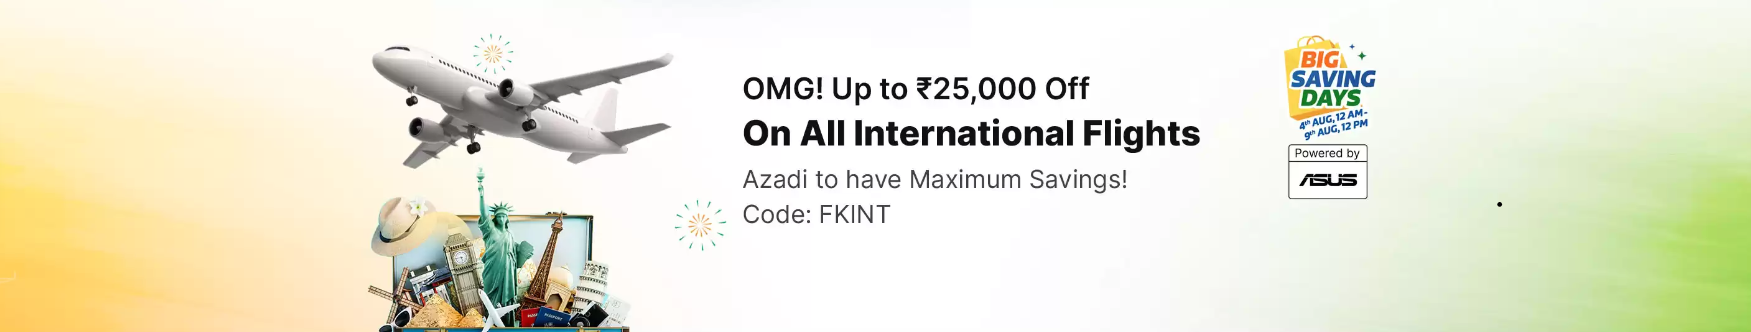 OMG! Up to ₹25,000 Off
On All International Flights
Azadi to have Maximum Savings!
Code: FKINT
BIG
SAVING
DAYS
4th AUG, 12 AM-
9th AUG, 12 PM
Powered by
ASUS